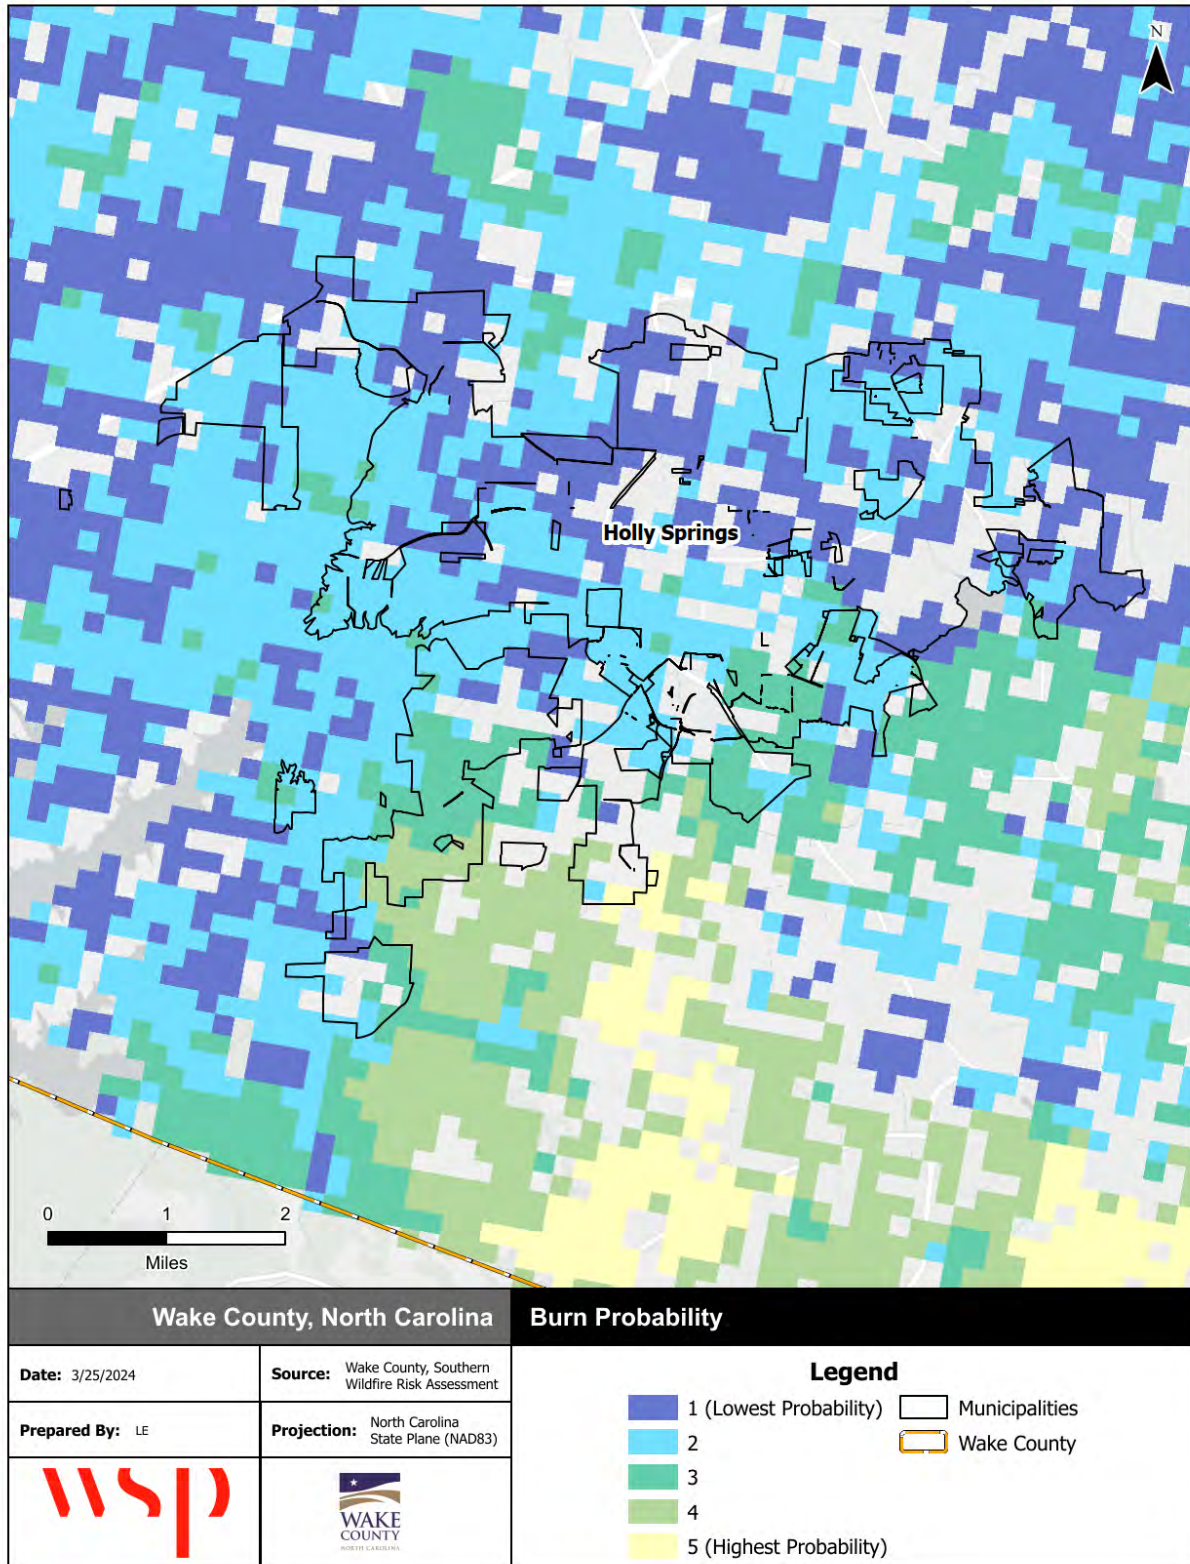 N
Holly Springs
0 1 2
Miles
Wake County, North Carolina
Burn Probability
Date: 3/25/2024
Source: Wake County, Southern
Wildfire Risk Assessment
Prepared By: LE
Projection: North Carolina
State Plane (NAD83)
wsp
WAKE
COUNTY
NORTH CAROLINA
Legend
1 (Lowest Probability)
2
3
4
5 (Highest Probability)
Municipalities
Wake County